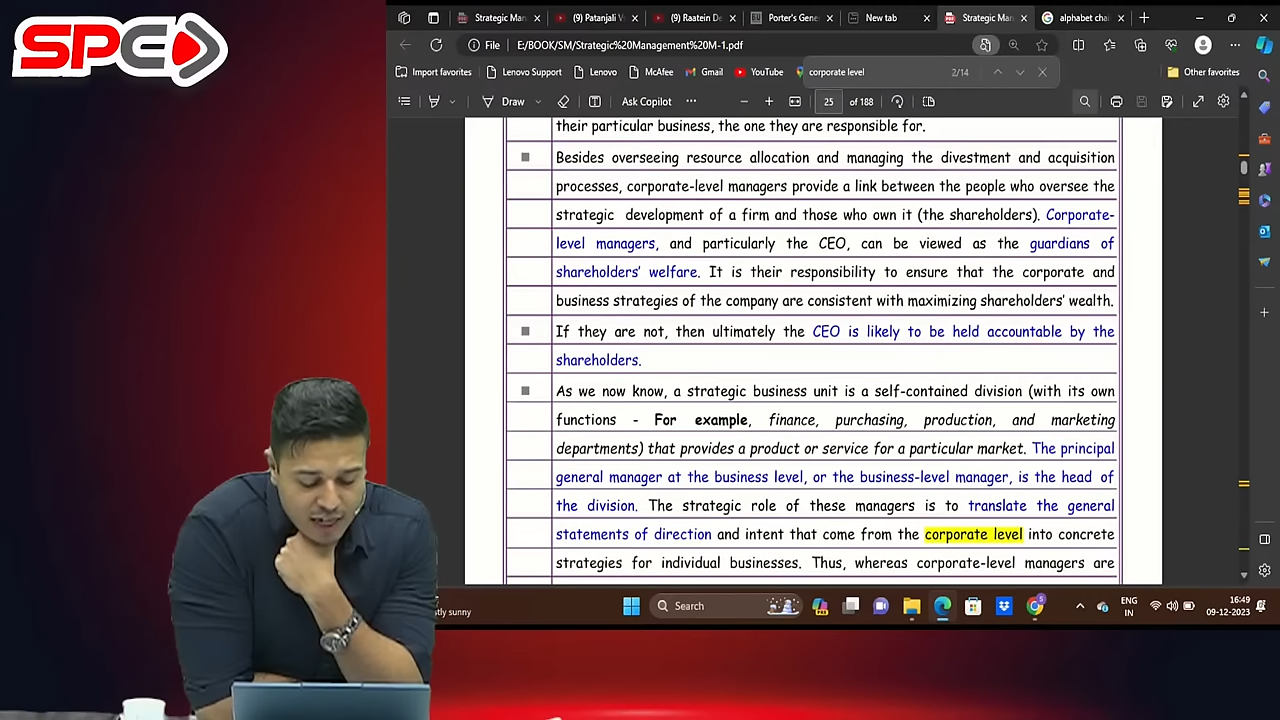 SPC
Strategic Man
(9) Patanjali V
(9) Raatein De
Porter's Gene
New tab
Strategic Man
alphabet chai
File
E:/BOOK/SM/Strategic%20Management%20M-1.pdf
Import favorites
Lenovo Support
Lenovo
McAfee
Gmail
YouTube
corporate level
2/14
Other favorites
Draw
Ask Copilot
25
of 188
their particular business, the one they are responsible for.
Besides overseeing resource allocation and managing the divestment and acquisition
processes, corporate-level managers provide a link between the people who oversee the
strategic development of a firm and those who own it (the shareholders). Corporate-
level managers, and particularly the CEO, can be viewed as the guardians of
shareholders' welfare. It is their responsibility to ensure that the corporate and
business strategies of the company are consistent with maximizing shareholders' wealth.
If they are not, then ultimately the CEO is likely to be held accountable by the
shareholders.
As we now know, a strategic business unit is a self-contained division (with its own
functions - For example, finance, purchasing, production, and marketing
departments) that provides a product or service for a particular market. The principal
general manager at the business level, or the business-level manager, is the head of
the division. The strategic role of these managers is to translate the general
statements of direction and intent that come from the corporate level into concrete
strategies for individual businesses. Thus, whereas corporate-level managers are
tly sunny
Search
ENG
IN
16:49
09-12-2023